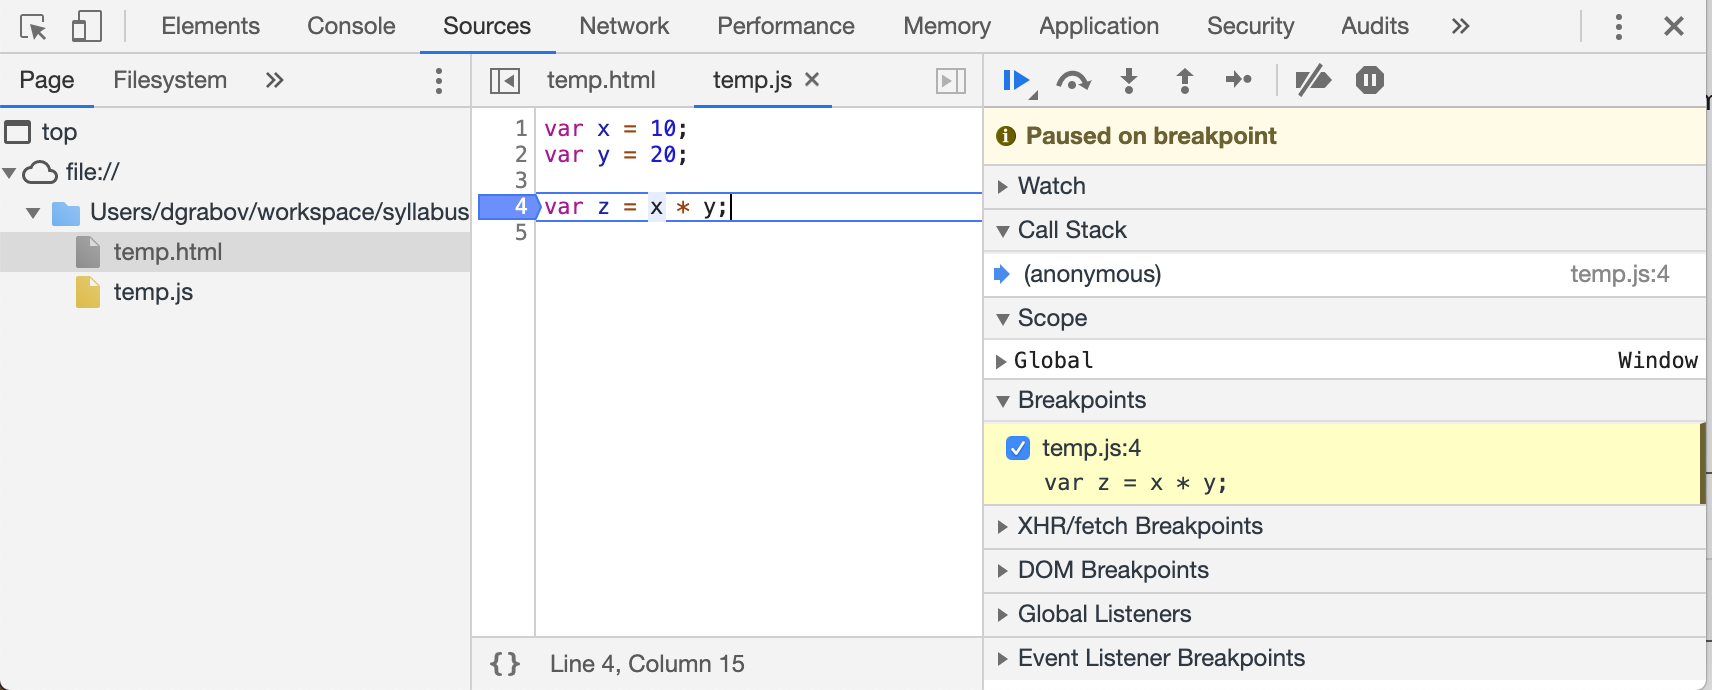 Elements Console Sources Network Performance Memory Application Security Audits »
Page Filesystem »
top
file://
Users/dgrabov/workspace/syllabus
temp.html
temp.js
temp.html temp.js ×
1 var x = 10;
2 var y = 20;
3
4 var z = x * y;
5
{} Line 4, Column 15
Paused on breakpoint
Watch
Call Stack
(anonymous) temp.js:4
Scope
Global Window
Breakpoints
temp.js:4
var z = x * y;
XHR/fetch Breakpoints
DOM Breakpoints
Global Listeners
Event Listener Breakpoints